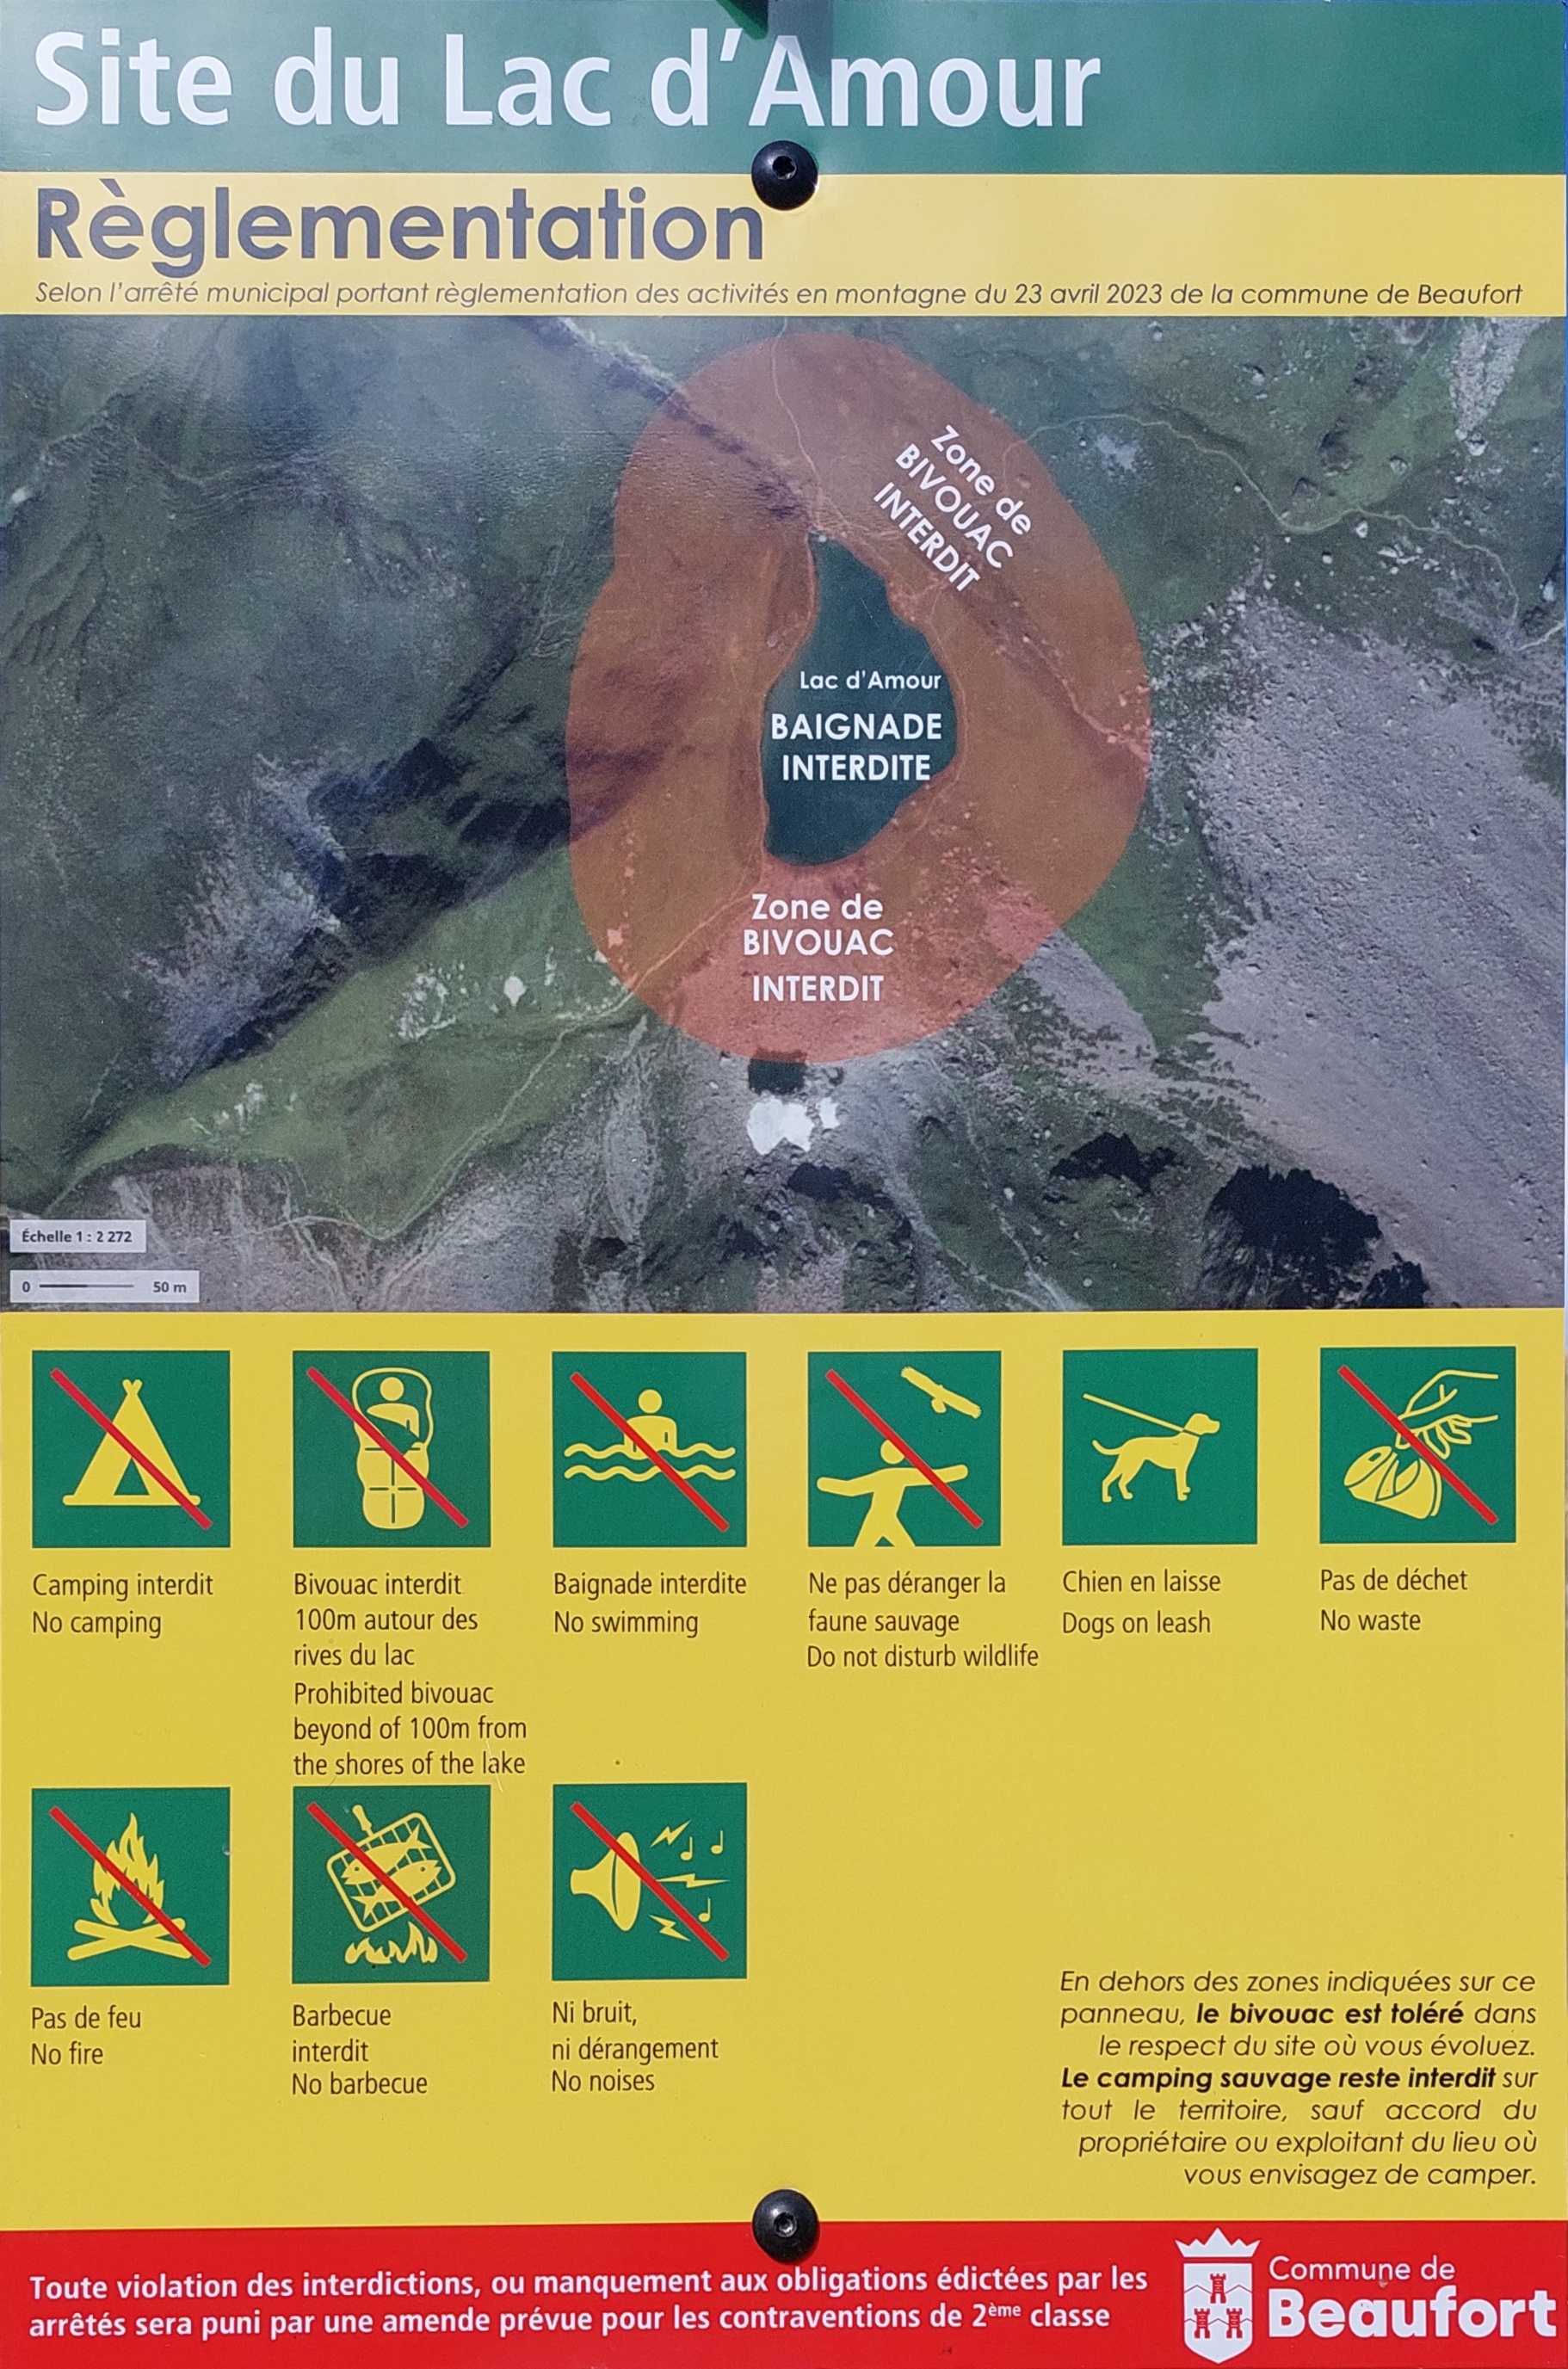 Site du Lac d'Amour
Règlementation
Selon l'arrêté municipal portant règlementation des activités en montagne du 23 avril 2023 de la commune de Beaufort
Zone de
BIVOUAC
INTERDIT
Lac d'Amour
BAIGNADE
INTERDITE
Zone de
BIVOUAC
INTERDIT
Échelle 1 : 2 272
0 50 m
Camping interdit
No camping
Bivouac interdit
100m autour des
rives du lac
Prohibited bivouac
beyond of 100m from
the shores of the lake
Baignade interdite
No swimming
Ne pas déranger la
faune sauvage
Do not disturb wildlife
Chien en laisse
Dogs on leash
Pas de déchet
No waste
Pas de feu
No fire
Barbecue
interdit
No barbecue
Ni bruit,
ni dérangement
No noises
En dehors des zones indiquées sur ce
panneau, le bivouac est toléré dans
le respect du site où vous évoluez.
Le camping sauvage reste interdit sur
tout le territoire, sauf accord du
propriétaire ou exploitant du lieu où
vous envisagez de camper.
Toute violation des interdictions, ou manquement aux obligations édictées par les
arrêtés sera puni par une amende prévue pour les contraventions de 2ème classe
Commune de
Beaufort